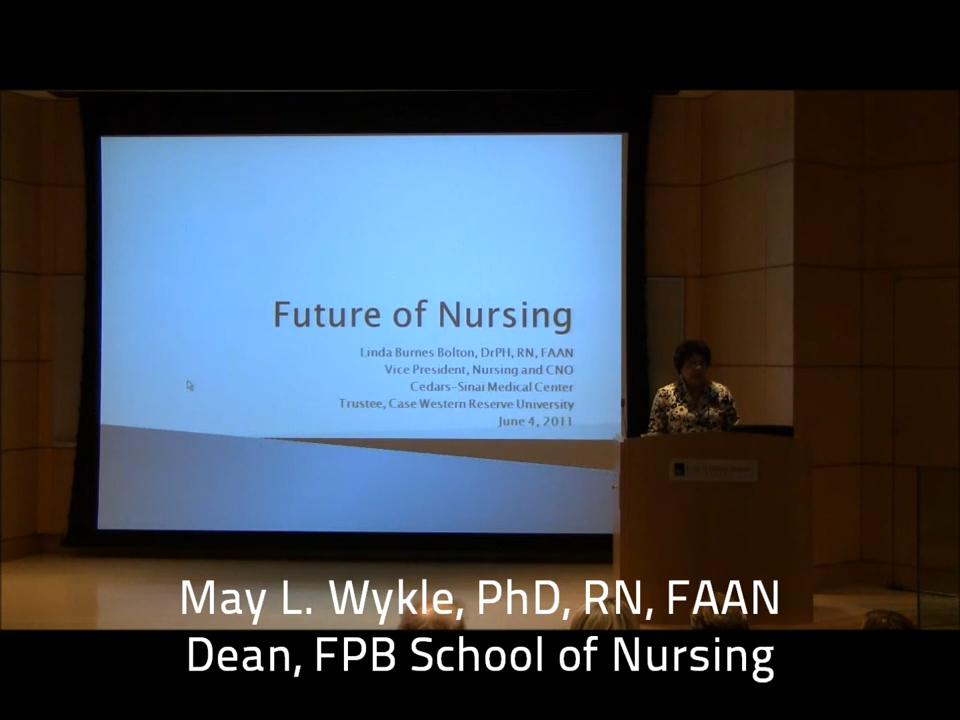 Future of Nursing
Linda Burnes Bolton, DrPH, RN, FAAN
Vice President, Nursing and CNO
Cedars-Sinai Medical Center
Trustee, Case Western Reserve University
June 4, 2011
May L. Wykle, PhD, RN, FAAN
Dean, FPB School of Nursing